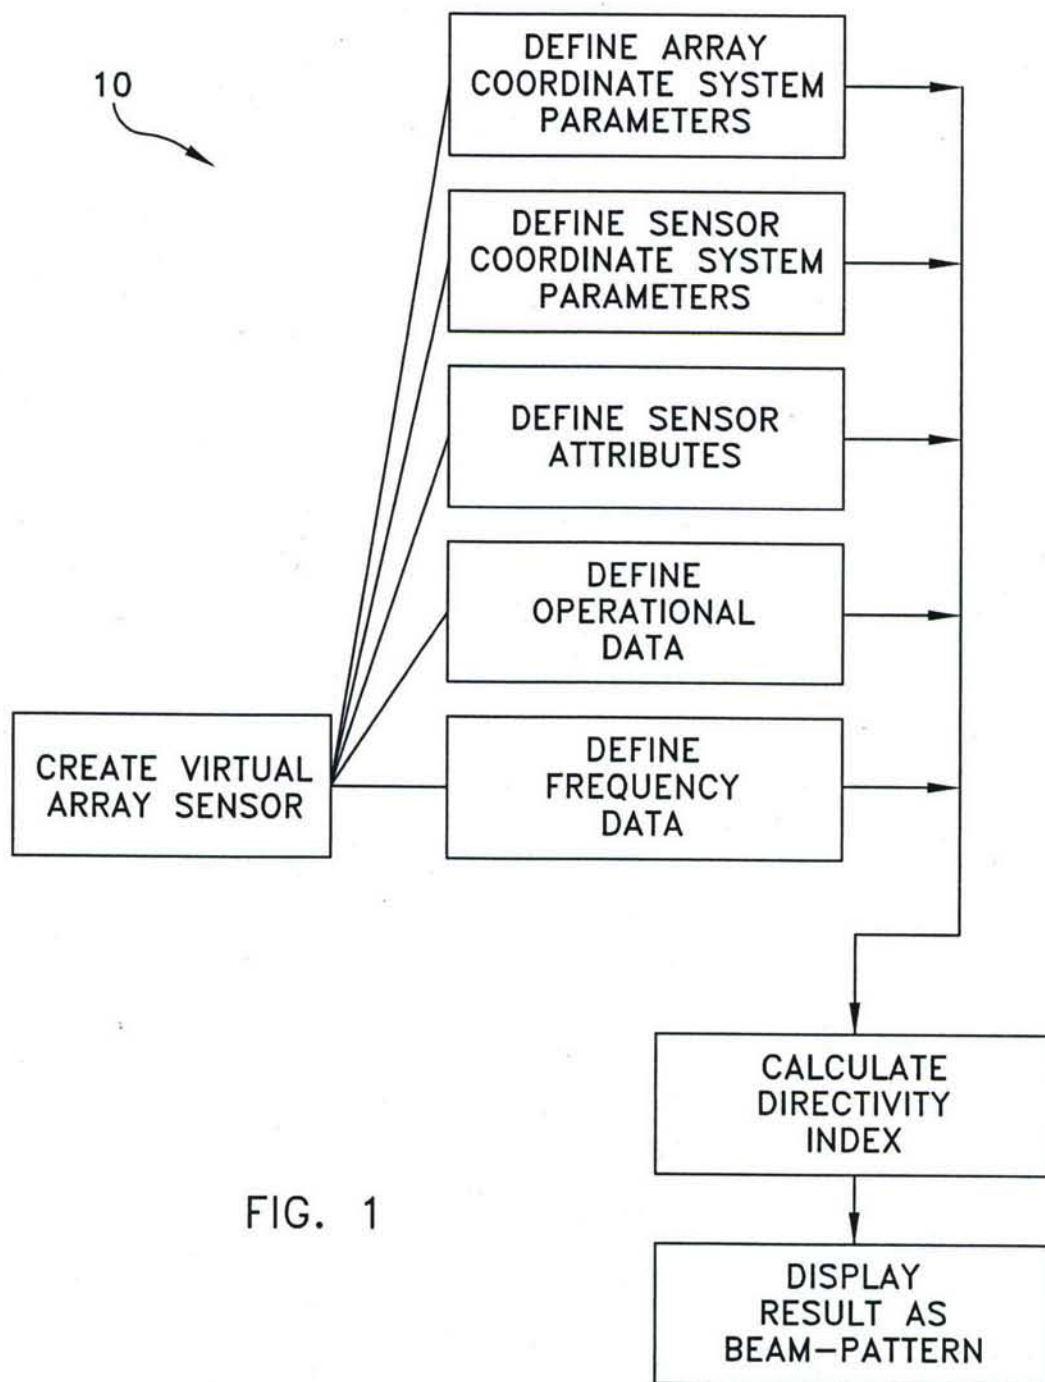 10
DEFINE ARRAY
COORDINATE SYSTEM
PARAMETERS
DEFINE SENSOR
COORDINATE SYSTEM
PARAMETERS
DEFINE SENSOR
ATTRIBUTES
DEFINE
OPERATIONAL
DATA
CREATE VIRTUAL
ARRAY SENSOR
DEFINE
FREQUENCY
DATA
CALCULATE
DIRECTIVITY
INDEX
FIG. 1
DISPLAY
RESULT AS
BEAM-PATTERN